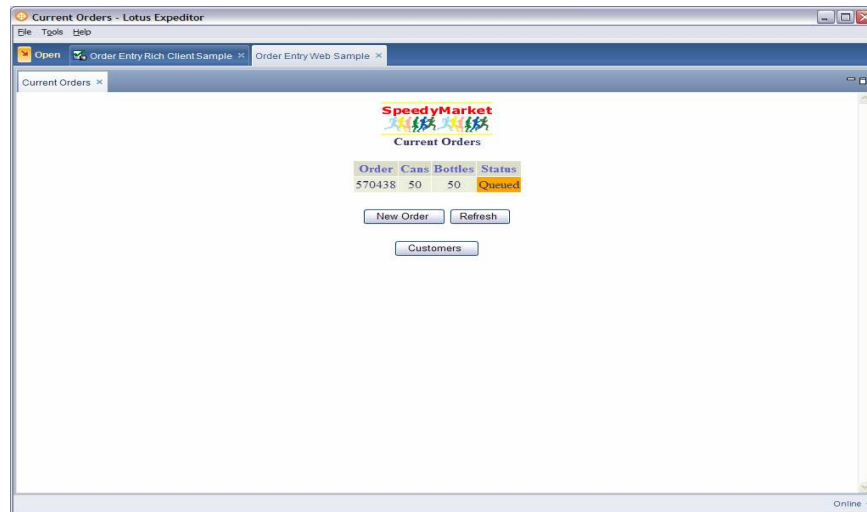 Current Orders - Lotus Expeditor
File Tools Help
Open Order Entry Rich Client Sample Order Entry Web Sample
Current Orders
SpeedyMarket
Current Orders
Order Cans Bottles Status
570438 50 50 Queued
New Order Refresh
Customers
Online